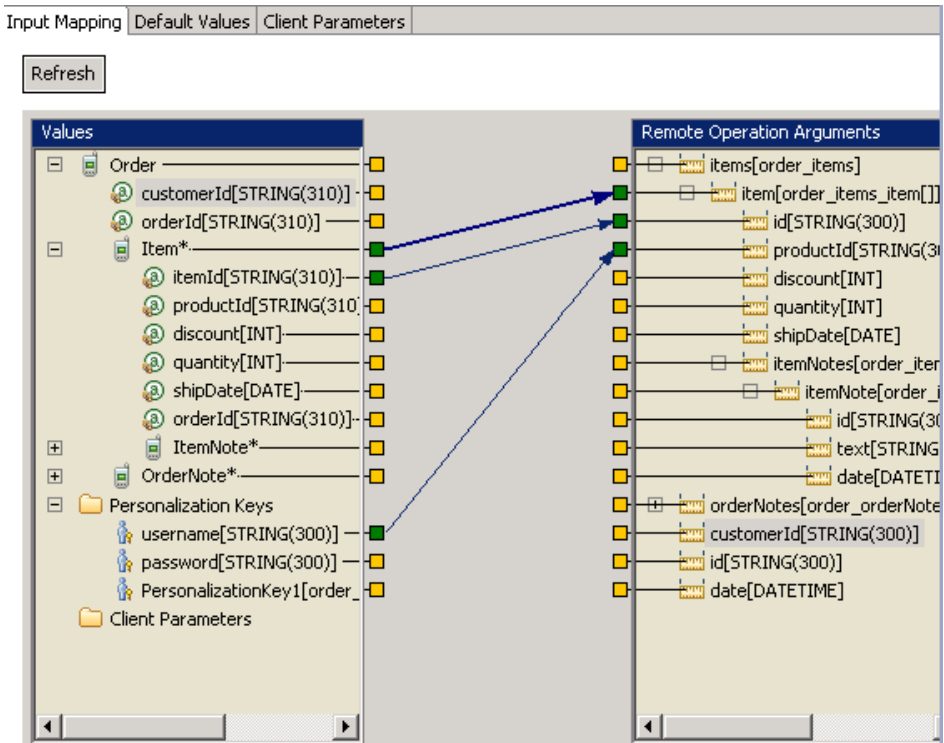 Input Mapping Default Values Client Parameters
Refresh
Values
Order
customerId[STRING(310)]
orderId[STRING(310)]
Item*
itemId[STRING(310)]
productId[STRING(310]
discount[INT]
quantity[INT]
shipDate[DATE]
orderId[STRING(310)]
ItemNote*
OrderNote*
Personalization Keys
username[STRING(300)]
password[STRING(300)]
PersonalizationKey1[order_
Client Parameters
Remote Operation Arguments
items[order_items]
item[order_items_item[]]
id[STRING(300)]
productId[STRING(3
discount[INT]
quantity[INT]
shipDate[DATE]
itemNotes[order_iter
itemNote[order_i
id[STRING(30
text[STRING
date[DATETI
orderNotes[order_orderNote
customerId[STRING(300)]
id[STRING(300)]
date[DATETIME]